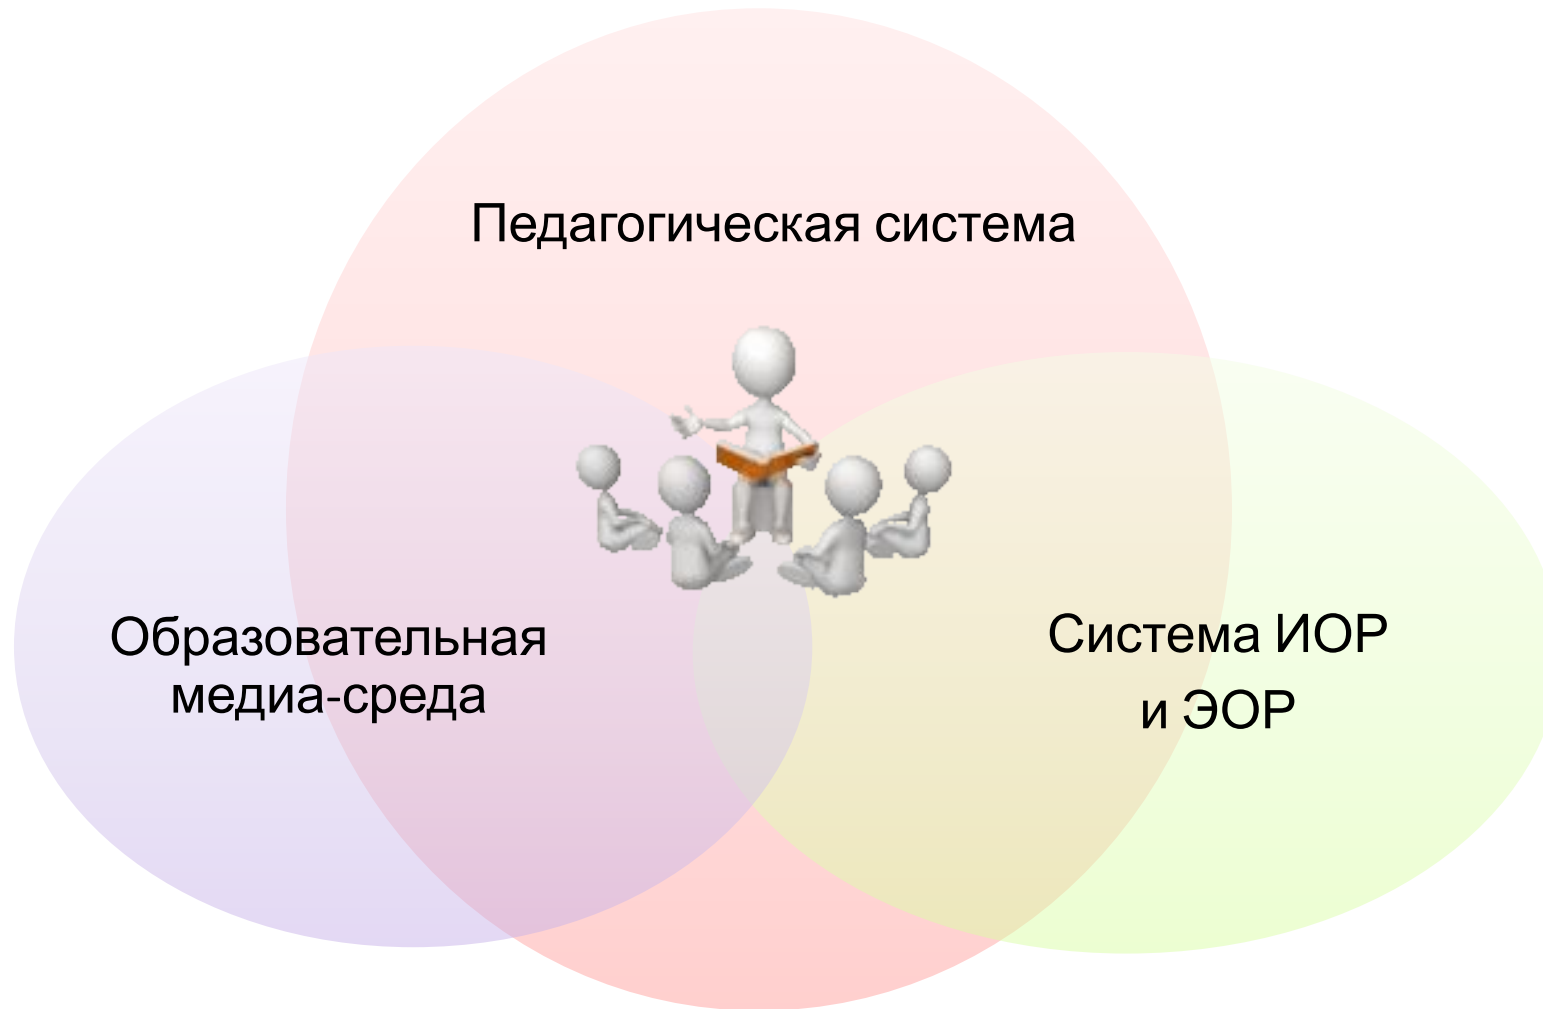 Педагогическая система
Образовательная
медиа-среда
Система ИОР
и ЭОР